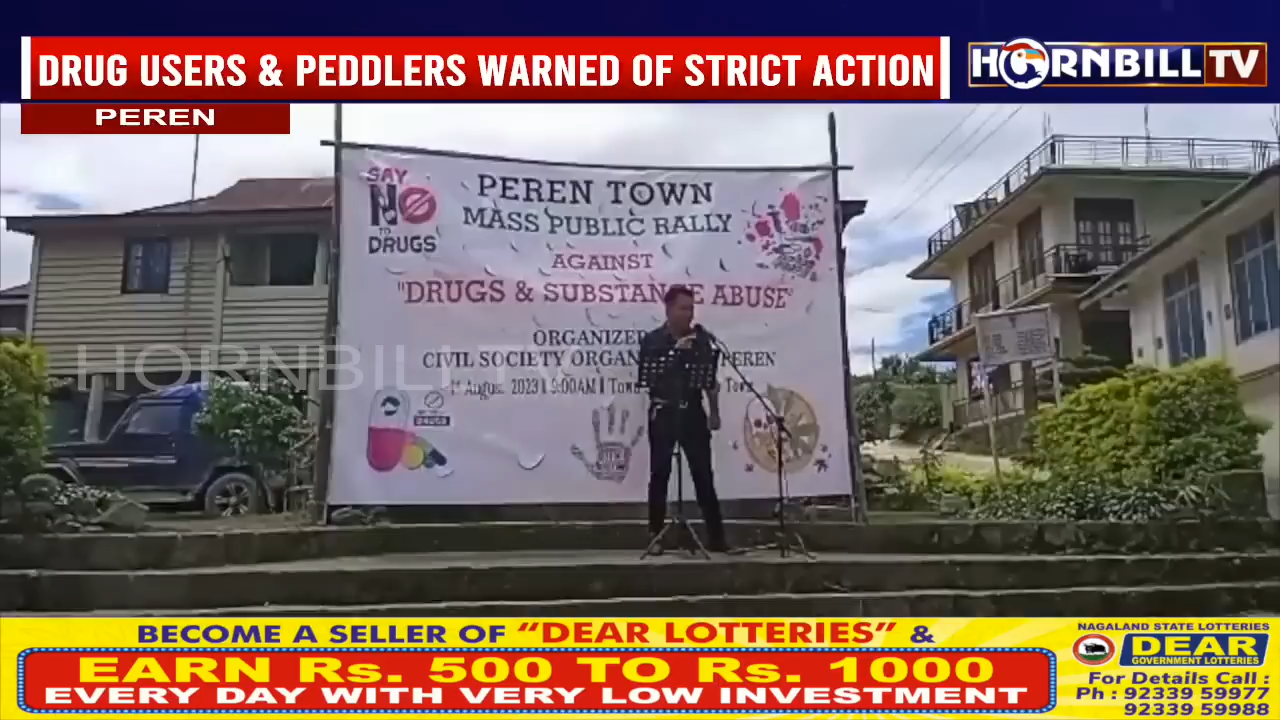 DRUG USERS & PEDDLERS WARNED OF STRICT ACTION
HORNBILL TV
PEREN
SAY
NO
TO
DRUGS
PEREN TOWN
MASS PUBLIC RALLY
AGAINST
"DRUGS & SUBSTANCE ABUSE"
ORGANIZE
CIVIL SOCIETY ORGAN PEREN
1st August 2023 | 9:00AM | Town
HORNBILL TV
BECOME A SELLER OF "DEAR LOTTERIES" &
EARN Rs. 500 TO Rs. 1000
EVERY DAY WITH VERY LOW INVESTMENT
NAGALAND STATE LOTTERIES
DEAR
GOVERNMENT LOTTERIES
For Details Call :
Ph : 92339 59977
92339 59988